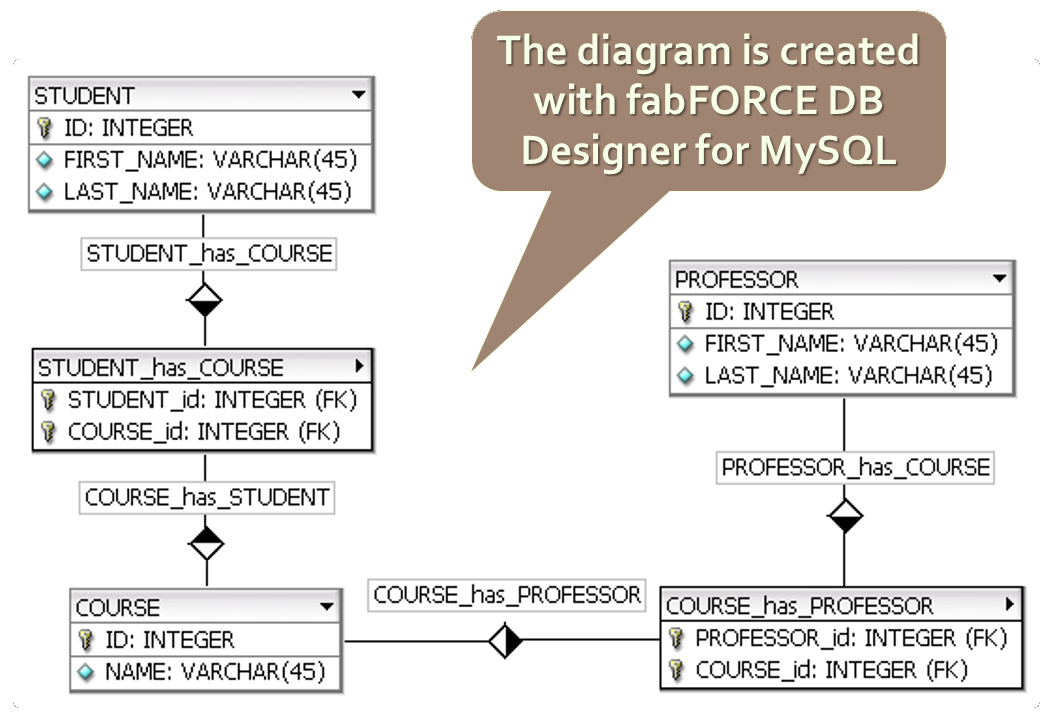 The diagram is created
with fabFORCE DB
Designer for MySQL
STUDENT
ID: INTEGER
FIRST_NAME: VARCHAR(45)
LAST_NAME: VARCHAR(45)
STUDENT_has_COURSE
STUDENT_has_COURSE
STUDENT_id: INTEGER (FK)
COURSE_id: INTEGER (FK)
COURSE_has_STUDENT
COURSE
ID: INTEGER
NAME: VARCHAR(45)
COURSE_has_PROFESSOR
PROFESSOR
ID: INTEGER
FIRST_NAME: VARCHAR(45)
LAST_NAME: VARCHAR(45)
PROFESSOR_has_COURSE
COURSE_has_PROFESSOR
PROFESSOR_id: INTEGER (FK)
COURSE_id: INTEGER (FK)